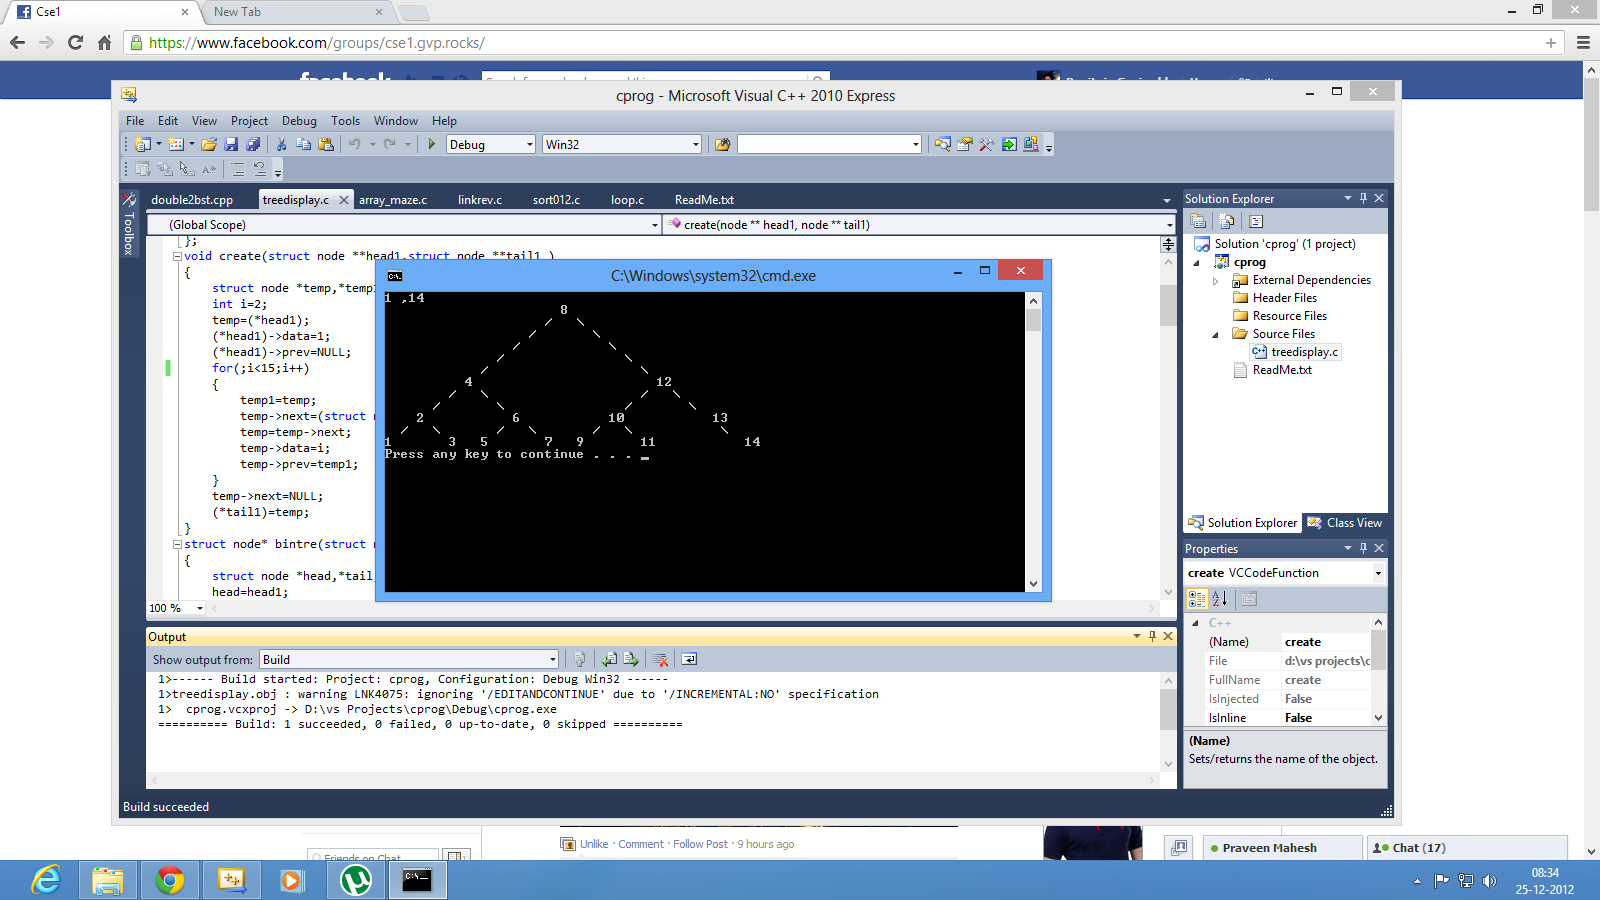 Cse1
New Tab
https://www.facebook.com/groups/cse1.gvp.rocks/
facebook
cprog - Microsoft Visual C++ 2010 Express
File Edit View Project Debug Tools Window Help
Debug Win32
double2bst.cpp treedisplay.c array_maze.c linkrev.c sort012.c loop.c ReadMe.txt
Toolbox
(Global Scope) create(node ** head1, node ** tail1)
};
void create(struct node **head1,struct node **tail1 )
{
struct node *temp,*temp
int i=2;
temp=(*head1);
(*head1)->data=1;
(*head1)->prev=NULL;
for(;i<15;i++)
{
temp1=temp;
temp->next=(struct
temp=temp->next;
temp->data=i;
temp->prev=temp1;
}
temp->next=NULL;
(*tail1)=temp;
}
struct node* bintre(struct
{
struct node *head,*tail
head=head1;
100 %
C:\Windows\system32\cmd.exe
1 ,14
8
/ \
/ \
/ \
/ \
/ \
4 12
/ \ / \
/ \ / \
2 6 10 13
/ \ / \ / \ \
1 3 5 7 9 11 14
Press any key to continue . . . _
Solution Explorer
Solution 'cprog' (1 project)
cprog
External Dependencies
Header Files
Resource Files
Source Files
treedisplay.c
ReadMe.txt
Solution Explorer Class View
Properties
create VCCodeFunction
C++
(Name) create
File d:\vs projects\c
FullName create
IsInjected False
IsInline False
(Name)
Sets/returns the name of the object.
Output
Show output from: Build
1>------ Build started: Project: cprog, Configuration: Debug Win32 ------
1>treedisplay.obj : warning LNK4075: ignoring '/EDITANDCONTINUE' due to '/INCREMENTAL:NO' specification
1> cprog.vcxproj -> D:\vs Projects\cprog\Debug\cprog.exe
========== Build: 1 succeeded, 0 failed, 0 up-to-date, 0 skipped ==========
Build succeeded
Unlike · Comment · Follow Post · 9 hours ago
Friends on Chat
Praveen Mahesh
Chat (17)
C:\_
08:34
25-12-2012